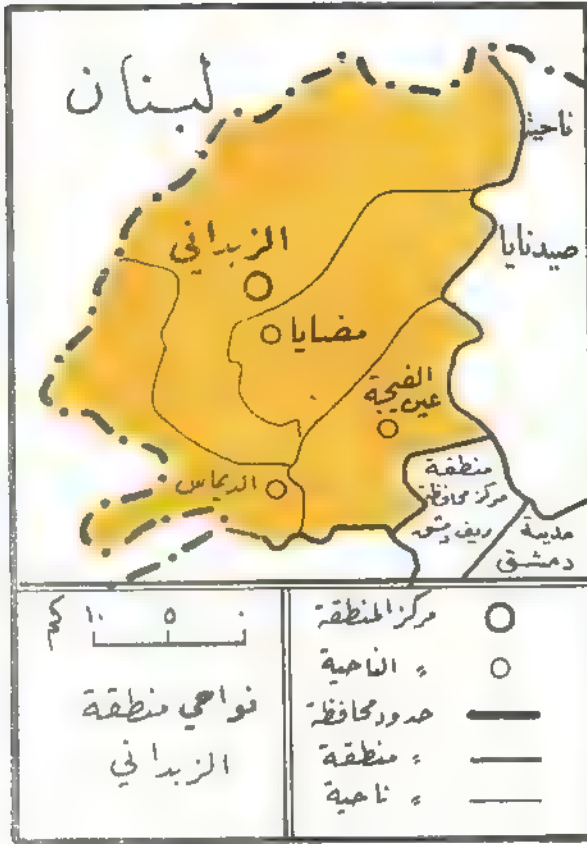 لبنان
ناحية
صيدنايا
الزبداني
مضايا
عين الفيجة
الديماس
منطقة
مركز محافظة
ريف دمشق
مدينة
دمشق
كم ١٠ ٥ ٠
نواحي منطقة
الزبداني
مركز المنطقة
〃 الناحية
حدود محافظة
〃 منطقة
〃 ناحية